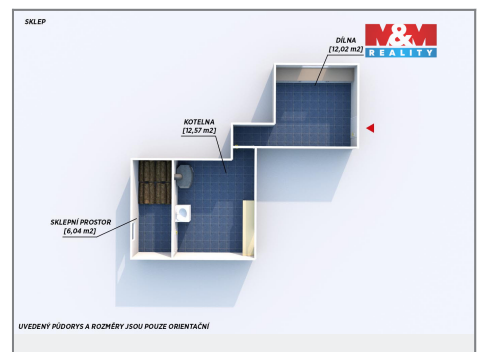 SKLEP
M&M
REALITY
DÍLNA
[12,02 m2]
KOTELNA
[12,57 m2]
SKLEPNÍ PROSTOR
[6,04 m2]
UVEDENÝ PŮDORYS A ROZMĚRY JSOU POUZE ORIENTAČNÍ